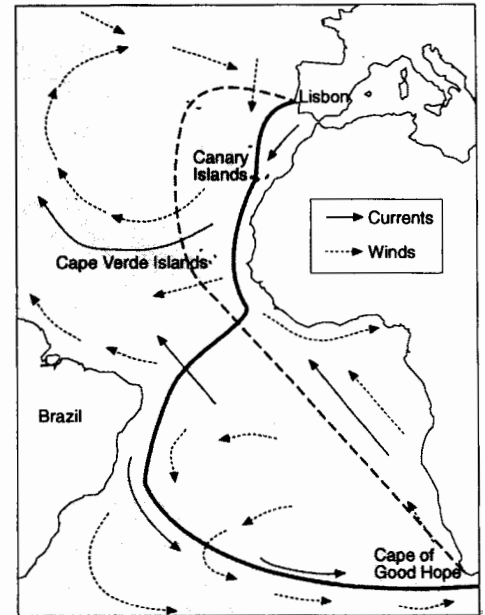 Lisbon
Canary
Islands
Currents
Winds
Cape Verde Islands
Brazil
Cape of
Good Hope